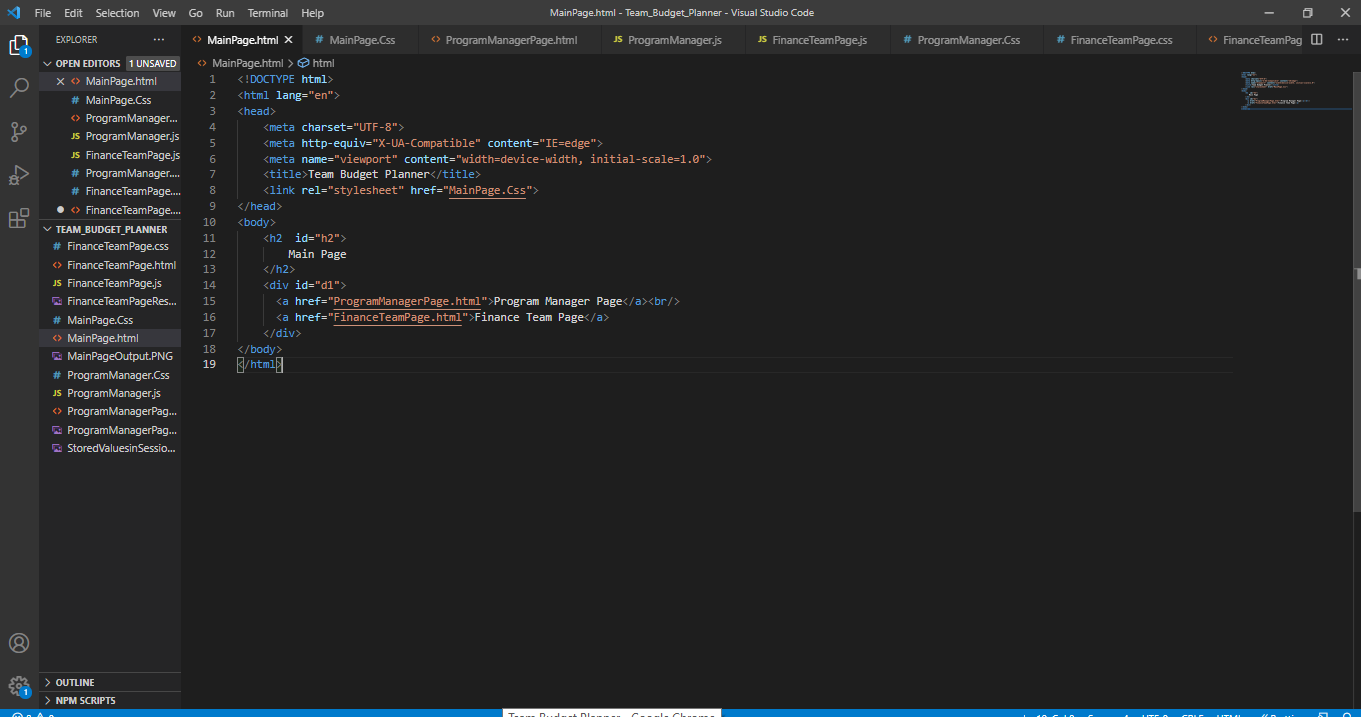 File Edit Selection View Go Run Terminal Help MainPage.html - Team_Budget_Planner - Visual Studio Code
EXPLORER ··· MainPage.html MainPage.Css ProgramManagerPage.html JS ProgramManager.js JS FinanceTeamPage.js # ProgramManager.Css # FinanceTeamPage.css FinanceTeamPag
OPEN EDITORS 1 UNSAVED
MainPage.html > html
MainPage.html
# MainPage.Css
ProgramManager...
JS ProgramManager.js
JS FinanceTeamPage.js
# ProgramManager....
# FinanceTeamPage....
FinanceTeamPage....
TEAM_BUDGET_PLANNER
# FinanceTeamPage.css
FinanceTeamPage.html
JS FinanceTeamPage.js
FinanceTeamPageRes...
# MainPage.Css
MainPage.html
MainPageOutput.PNG
# ProgramManager.Css
JS ProgramManager.js
ProgramManagerPag...
ProgramManagerPag...
StoredValuesinSessio...
OUTLINE
NPM SCRIPTS
1
1
1 <!DOCTYPE html>
2 <html lang="en">
3 <head>
4 <meta charset="UTF-8">
5 <meta http-equiv="X-UA-Compatible" content="IE=edge">
6 <meta name="viewport" content="width=device-width, initial-scale=1.0">
7 <title>Team Budget Planner</title>
8 <link rel="stylesheet" href="MainPage.Css">
9 </head>
10 <body>
11 <h2  id="h2">
12 Main Page
13 </h2>
14 <div id="d1">
15 <a href="ProgramManagerPage.html">Program Manager Page</a><br/>
16 <a href="FinanceTeamPage.html">Finance Team Page</a>
17 </div>
18 </body>
19 </html>
Team Budget Planner - Google Chrome